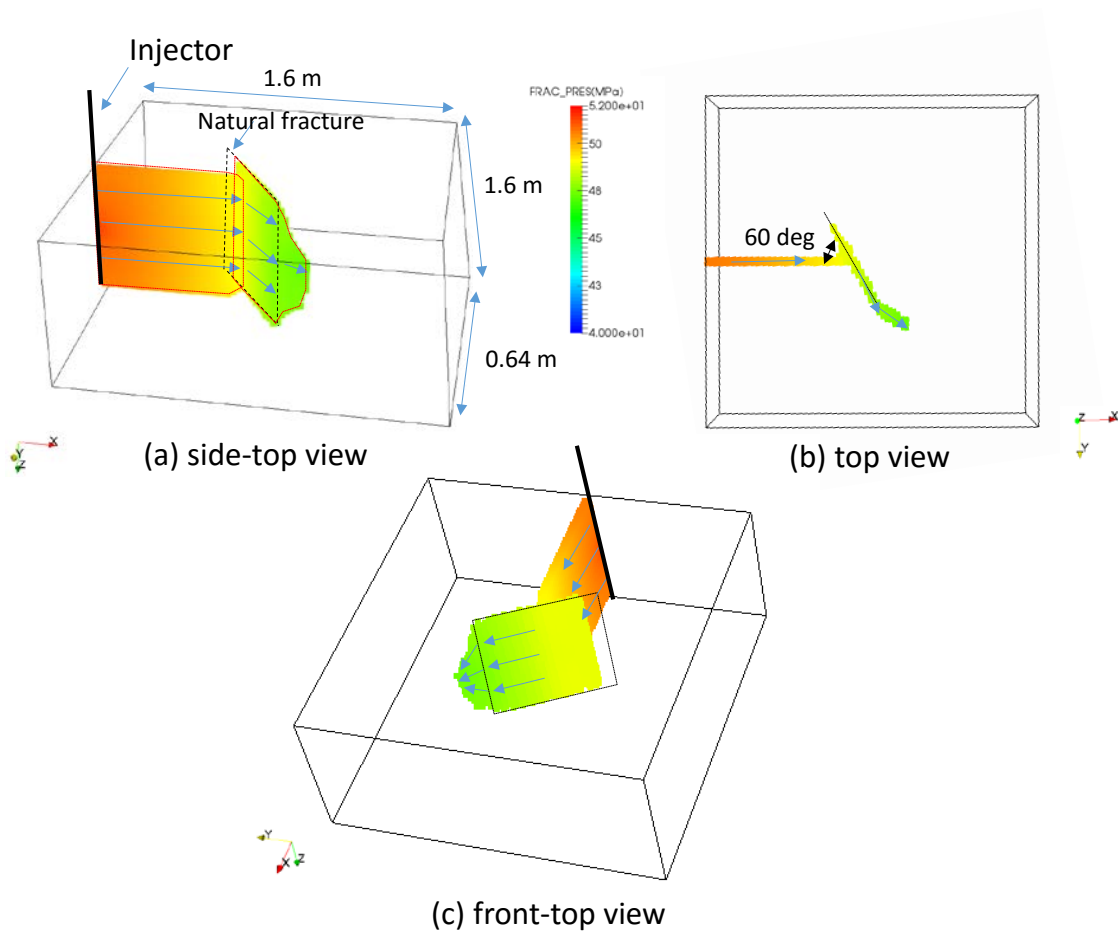 Injector
1.6 m
Natural fracture
1.6 m
0.64 m
FRAC_PRES(MPa)
5.200e+01
50
48
45
43
4.000e+01
X
Y
Z
(a) side-top view
60 deg
Z
X
Y
(b) top view
Y
X
Z
(c) front-top view